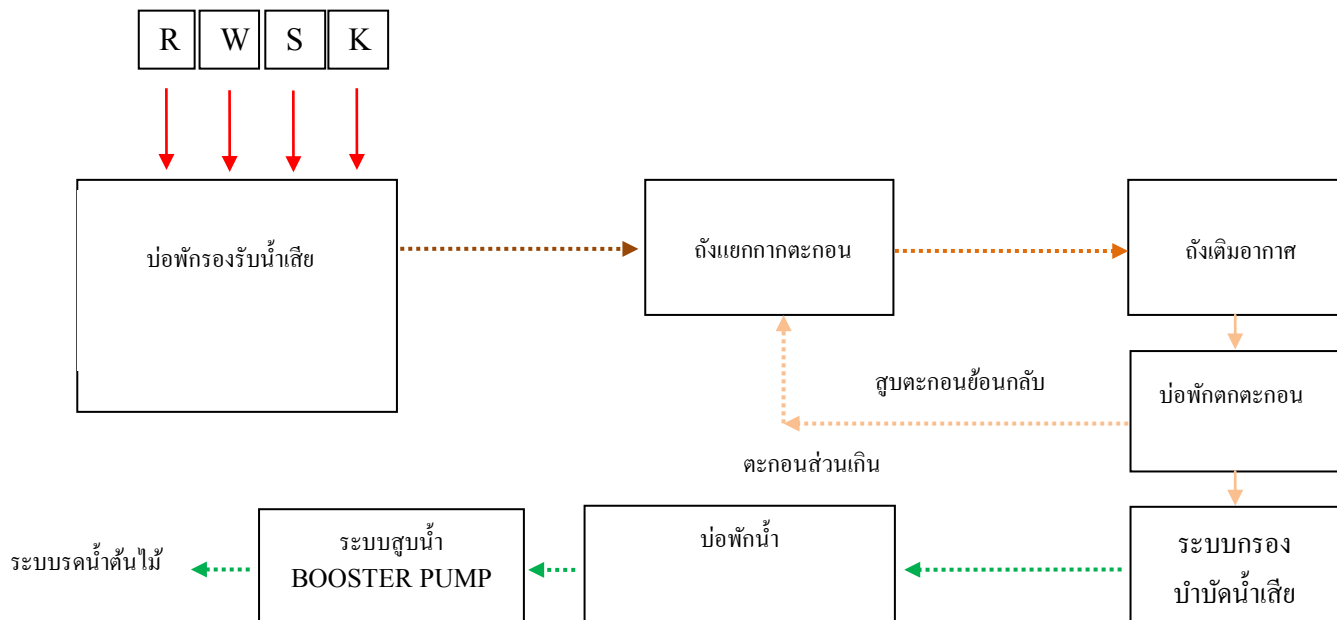 R W S K
บ่อพักรองรับน้ำเสีย
ถังแยกกากตะกอน
ถังเติมอากาศ
สูบตะกอนย้อนกลับ
บ่อพักตกตะกอน
ตะกอนส่วนเกิน
ระบบรดน้ำต้นไม้
ระบบสูบน้ำ
BOOSTER PUMP
บ่อพักน้ำ
ระบบกรอง
บำบัดน้ำเสีย